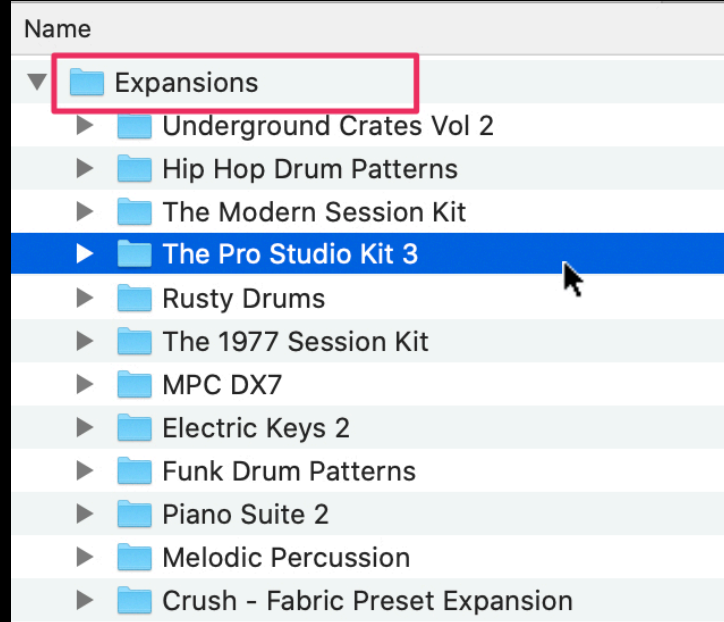 Name
Expansions
Underground Crates Vol 2
Hip Hop Drum Patterns
The Modern Session Kit
The Pro Studio Kit 3
Rusty Drums
The 1977 Session Kit
MPC DX7
Electric Keys 2
Funk Drum Patterns
Piano Suite 2
Melodic Percussion
Crush - Fabric Preset Expansion